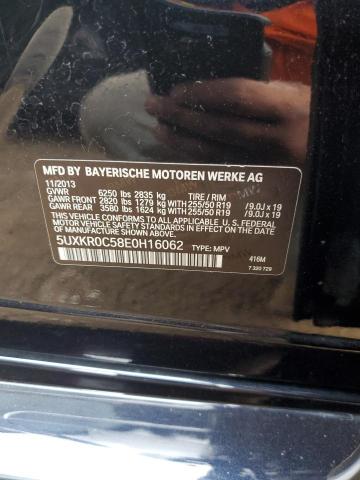 MFD BY BAYERISCHE MOTOREN WERKE AG
11/2013
GVWR 6250 lbs 2835 kg TIRE / RIM
GAWR FRONT 2820 lbs 1279 kg 255/50 R19 /9.0J x 19
GAWR REAR 3580 lbs 1624 kg 255/50 R19 /9.0J x 19
THIS VEHICLE CONFORMS TO ALL APPLICABLE FEDERAL
MOTOR VEHICLE SAFETY STANDARDS IN EFFECT ON THE
DATE OF MANUFACTURE SHOWN ABOVE.
5UXKR0C58E0H16062 TYPE: MPV
416M
7 320 729